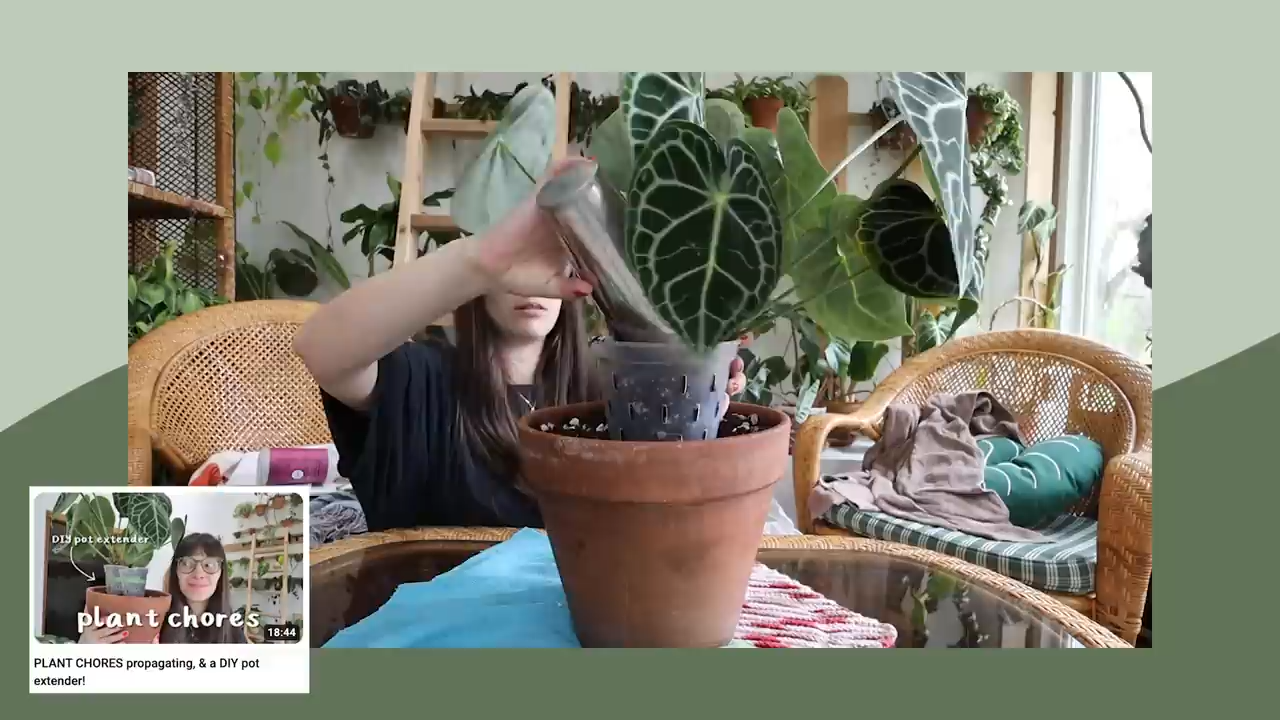 DIY pot extender
plant chores
18:44
PLANT CHORES propagating, & a DIY pot
extender!